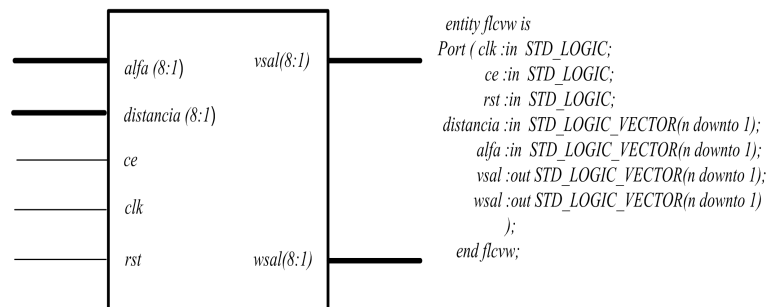 alfa (8:1)
distancia (8:1)
ce
clk
rst
vsal(8:1)
wsal(8:1)
entity flcvw is
Port ( clk :in STD_LOGIC;
ce :in STD_LOGIC;
rst :in STD_LOGIC;
distancia :in STD_LOGIC_VECTOR(n downto 1);
alfa :in STD_LOGIC_VECTOR(n downto 1);
vsal :out STD_LOGIC_VECTOR(n downto 1);
wsal :out STD_LOGIC_VECTOR(n downto 1)
);
end flcvw;